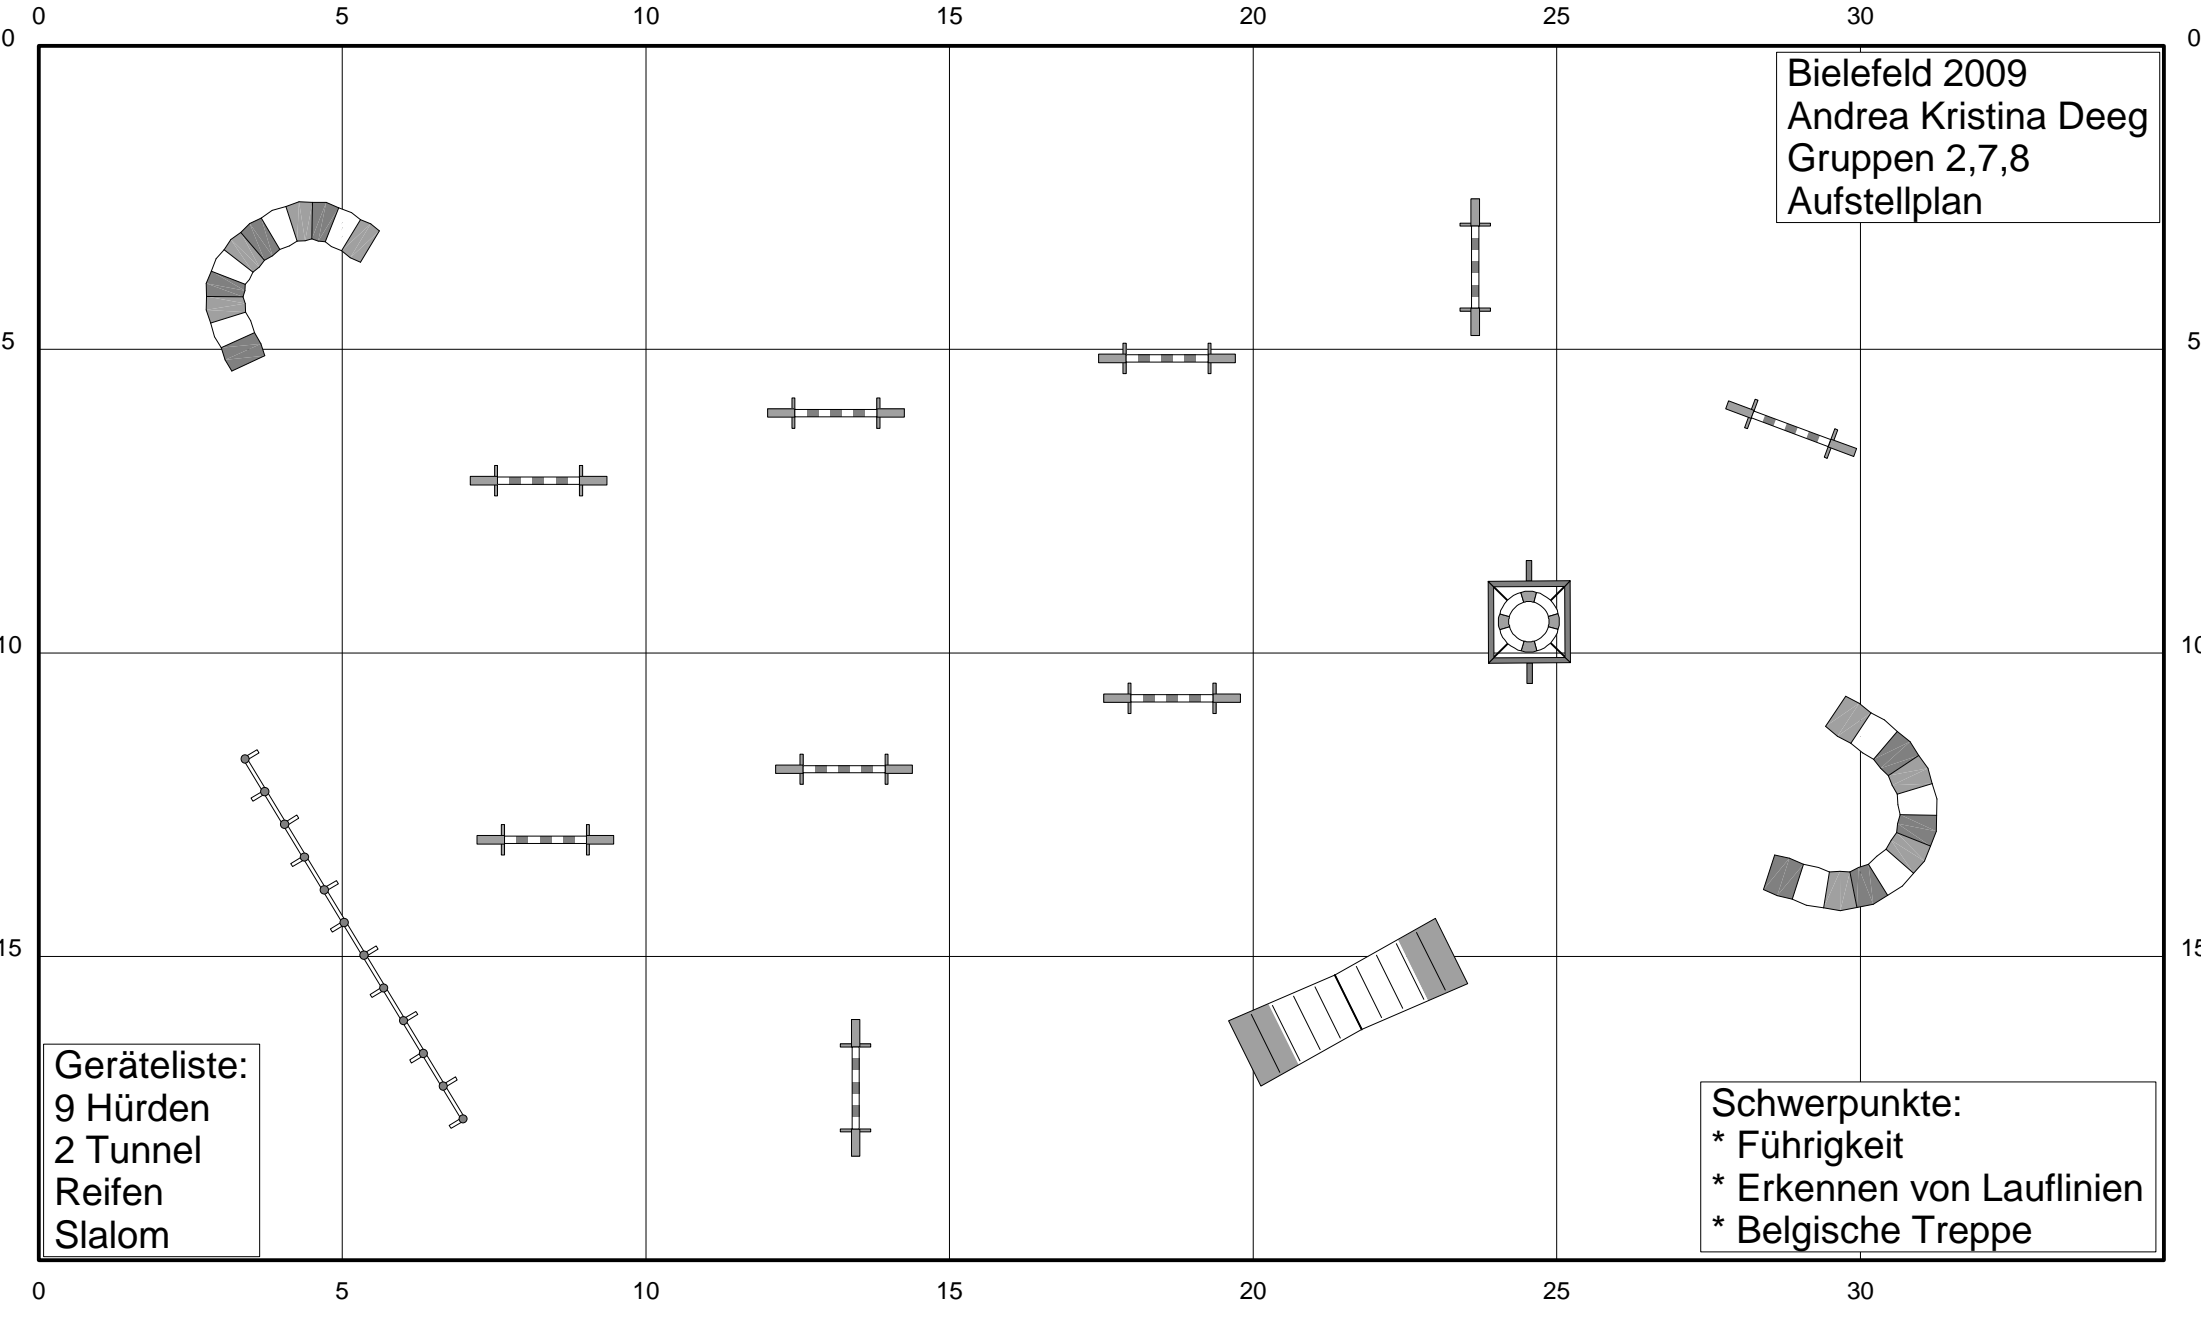 0 5 10 15 20 25 30
0 0
Bielefeld 2009
Andrea Kristina Deeg
Gruppen 2,7,8
Aufstellplan
5 5
10 10
15 15
Geräteliste:
9 Hürden
2 Tunnel
Reifen
Slalom
Schwerpunkte:
* Führigkeit
* Erkennen von Lauflinien
* Belgische Treppe
0 5 10 15 20 25 30